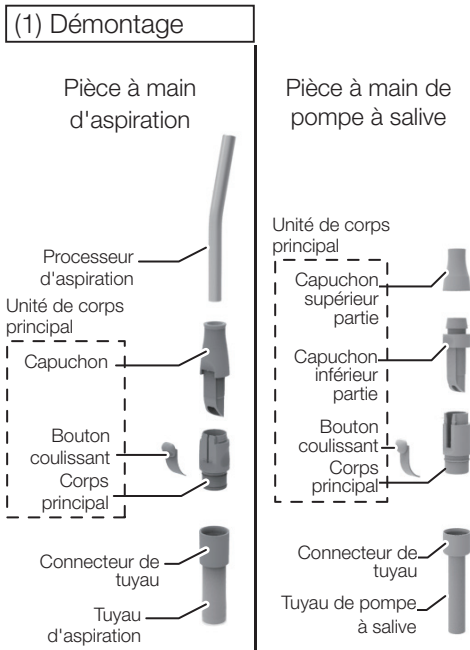 (1) Démontage
Pièce à main
d'aspiration
Processeur
d'aspiration
Unité de corps
principal
Capuchon
Bouton
coulissant
Corps
principal
Connecteur de
tuyau
Tuyau
d'aspiration
Pièce à main de
pompe à salive
Unité de corps
principal
Capuchon
supérieur
partie
Capuchon
inférieur
partie
Bouton
coulissant
Corps
principal
Connecteur de
tuyau
Tuyau de pompe
à salive